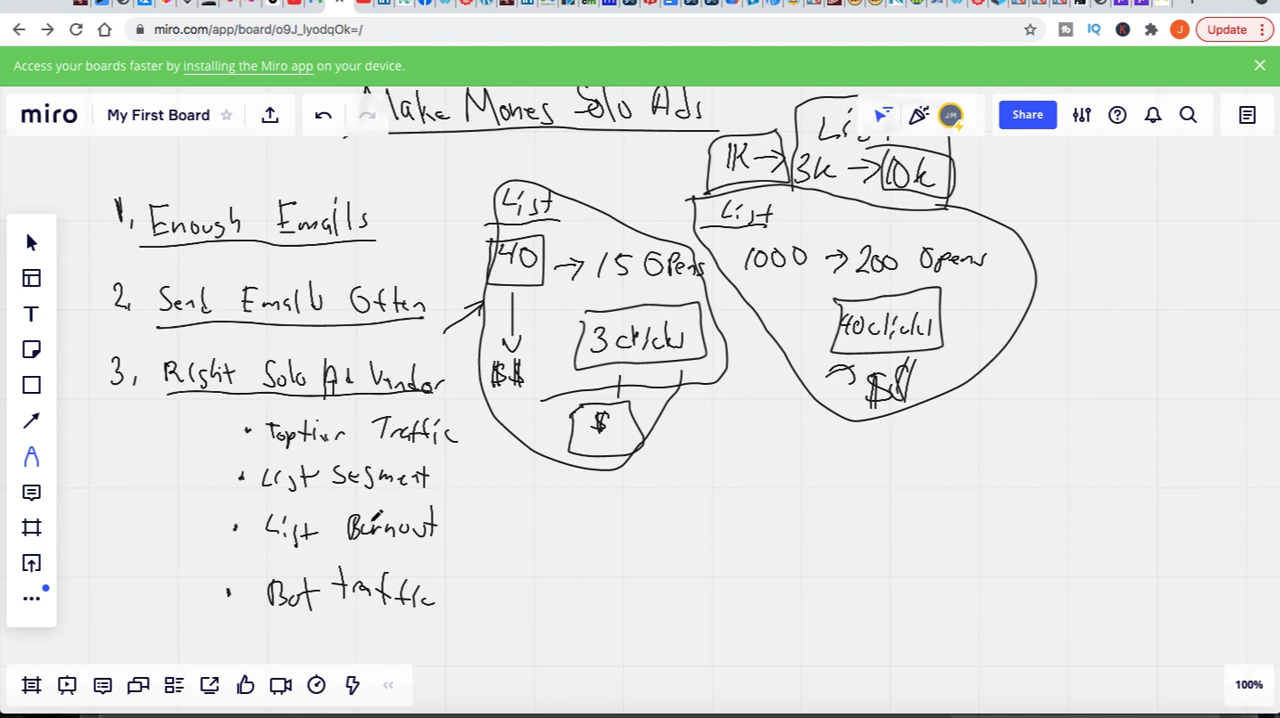 miro.com/app/board/o9J_lyodqOk=/
Update
Access your boards faster by installing the Miro app on your device.
miro
My First Board
JM
Share
Make Money Solo Ads
List
1K → 3k → 10k
1. Enough Emails
2. Send Emails Often
3. Right Solo Ad Vendor
• Toptier Traffic
• List Segment
• List Burnout
• Bot traffic
List
40 → 15 Opens
3 clicks
$$
$
List
1000 → 200 Opens
40 clicks
→ $$
100%